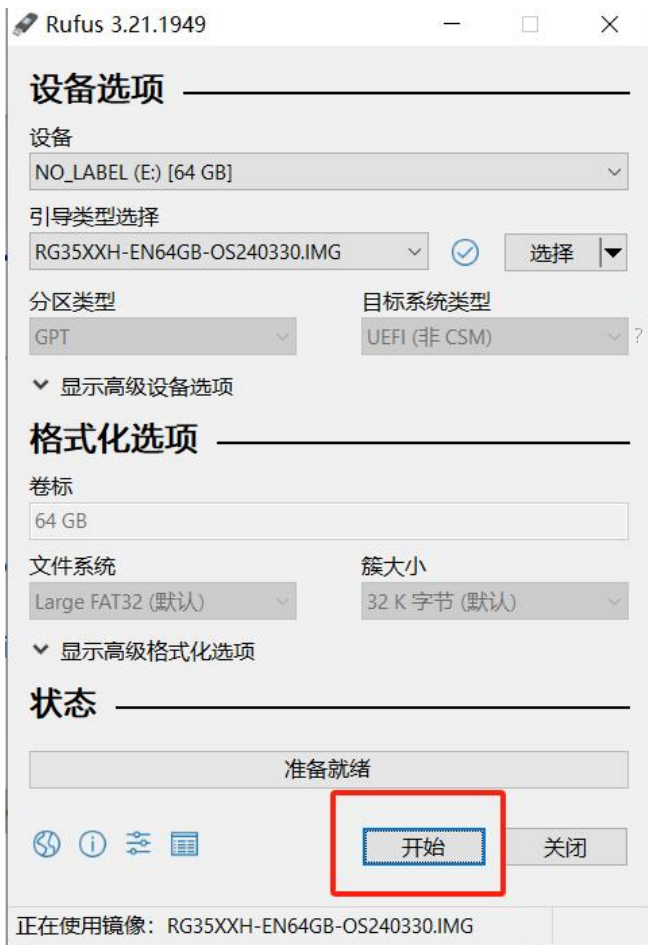 Rufus 3.21.1949
设备选项
设备
NO_LABEL (E:) [64 GB]
引导类型选择
RG35XXH-EN64GB-OS240330.IMG 选择
分区类型 目标系统类型
GPT UEFI (非 CSM) ?
显示高级设备选项
格式化选项
卷标
64 GB
文件系统 簇大小
Large FAT32 (默认) 32 K 字节 (默认)
显示高级格式化选项
状态
准备就绪
开始 关闭
正在使用镜像：RG35XXH-EN64GB-OS240330.IMG